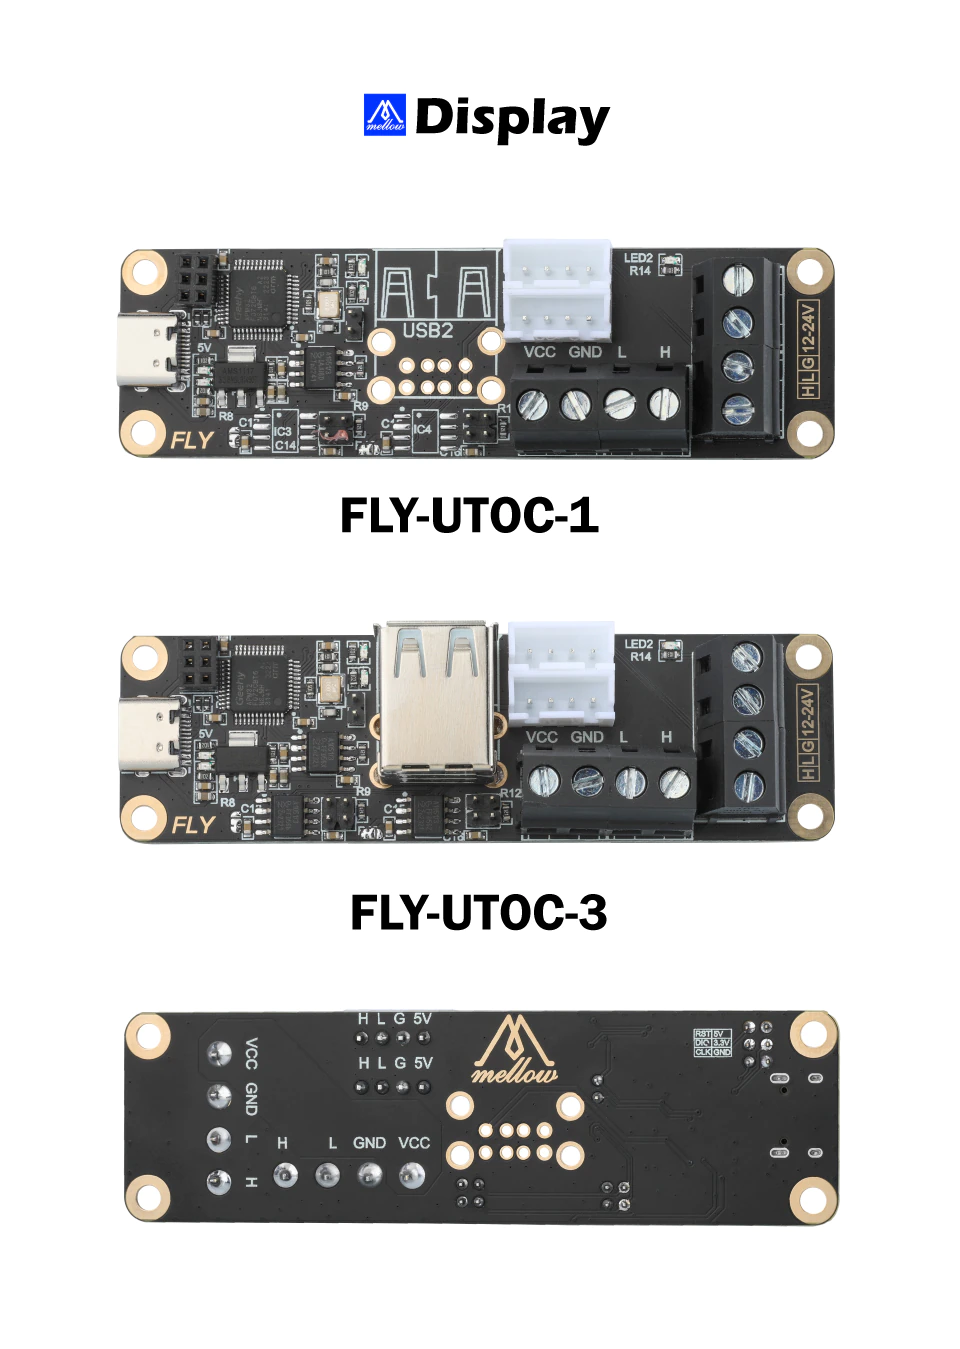 mellow Display
LED2
R14
USB2
5V
VCC GND L H
H L G 12-24V
R8
C1
R9
R1
IC3
C14
IC4
FLY
FLY-UTOC-1
LED2
R14
5V
VCC GND L H
H L G 12-24V
R8
C1
R9
R12
FLY
FLY-UTOC-3
H L G 5V
H L G 5V
mellow
RST 5V
DIO 3.3V
CLK GND
VCC
GND
L
H
H L GND VCC